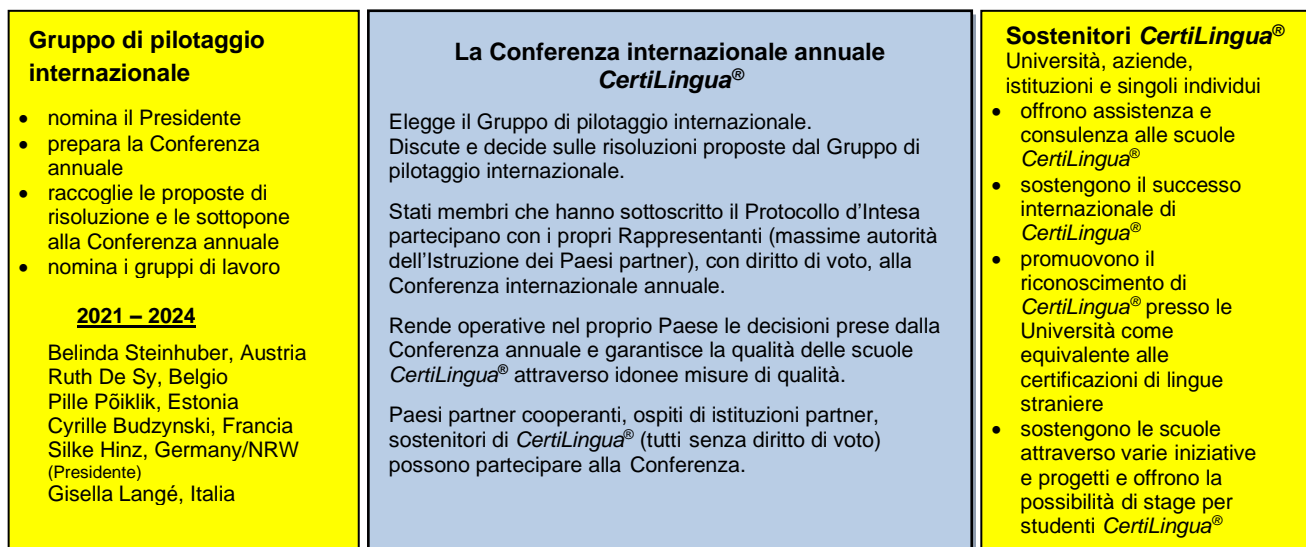 Gruppo di pilotaggio
internazionale
• nomina il Presidente
• prepara la Conferenza
annuale
• raccoglie le proposte di
risoluzione e le sottopone
alla Conferenza annuale
• nomina i gruppi di lavoro
2021 – 2024
Belinda Steinhuber, Austria
Ruth De Sy, Belgio
Pille Põiklik, Estonia
Cyrille Budzynski, Francia
Silke Hinz, Germany/NRW
(Presidente)
Gisella Langé, Italia
La Conferenza internazionale annuale
CertiLingua®
Elegge il Gruppo di pilotaggio internazionale.
Discute e decide sulle risoluzioni proposte dal Gruppo di
pilotaggio internazionale.
Stati membri che hanno sottoscritto il Protocollo d'Intesa
partecipano con i propri Rappresentanti (massime autorità
dell'Istruzione dei Paesi partner), con diritto di voto, alla
Conferenza internazionale annuale.
Rende operative nel proprio Paese le decisioni prese dalla
Conferenza annuale e garantisce la qualità delle scuole
CertiLingua® attraverso idonee misure di qualità.
Paesi partner cooperanti, ospiti di istituzioni partner,
sostenitori di CertiLingua® (tutti senza diritto di voto)
possono partecipare alla Conferenza.
Sostenitori CertiLingua®
Università, aziende,
istituzioni e singoli individui
• offrono assistenza e
consulenza alle scuole
CertiLingua®
• sostengono il successo
internazionale di
CertiLingua®
• promuovono il
riconoscimento di
CertiLingua® presso le
Università come
equivalente alle
certificazioni di lingue
straniere
• sostengono le scuole
attraverso varie iniziative
e progetti e offrono la
possibilità di stage per
studenti CertiLingua®